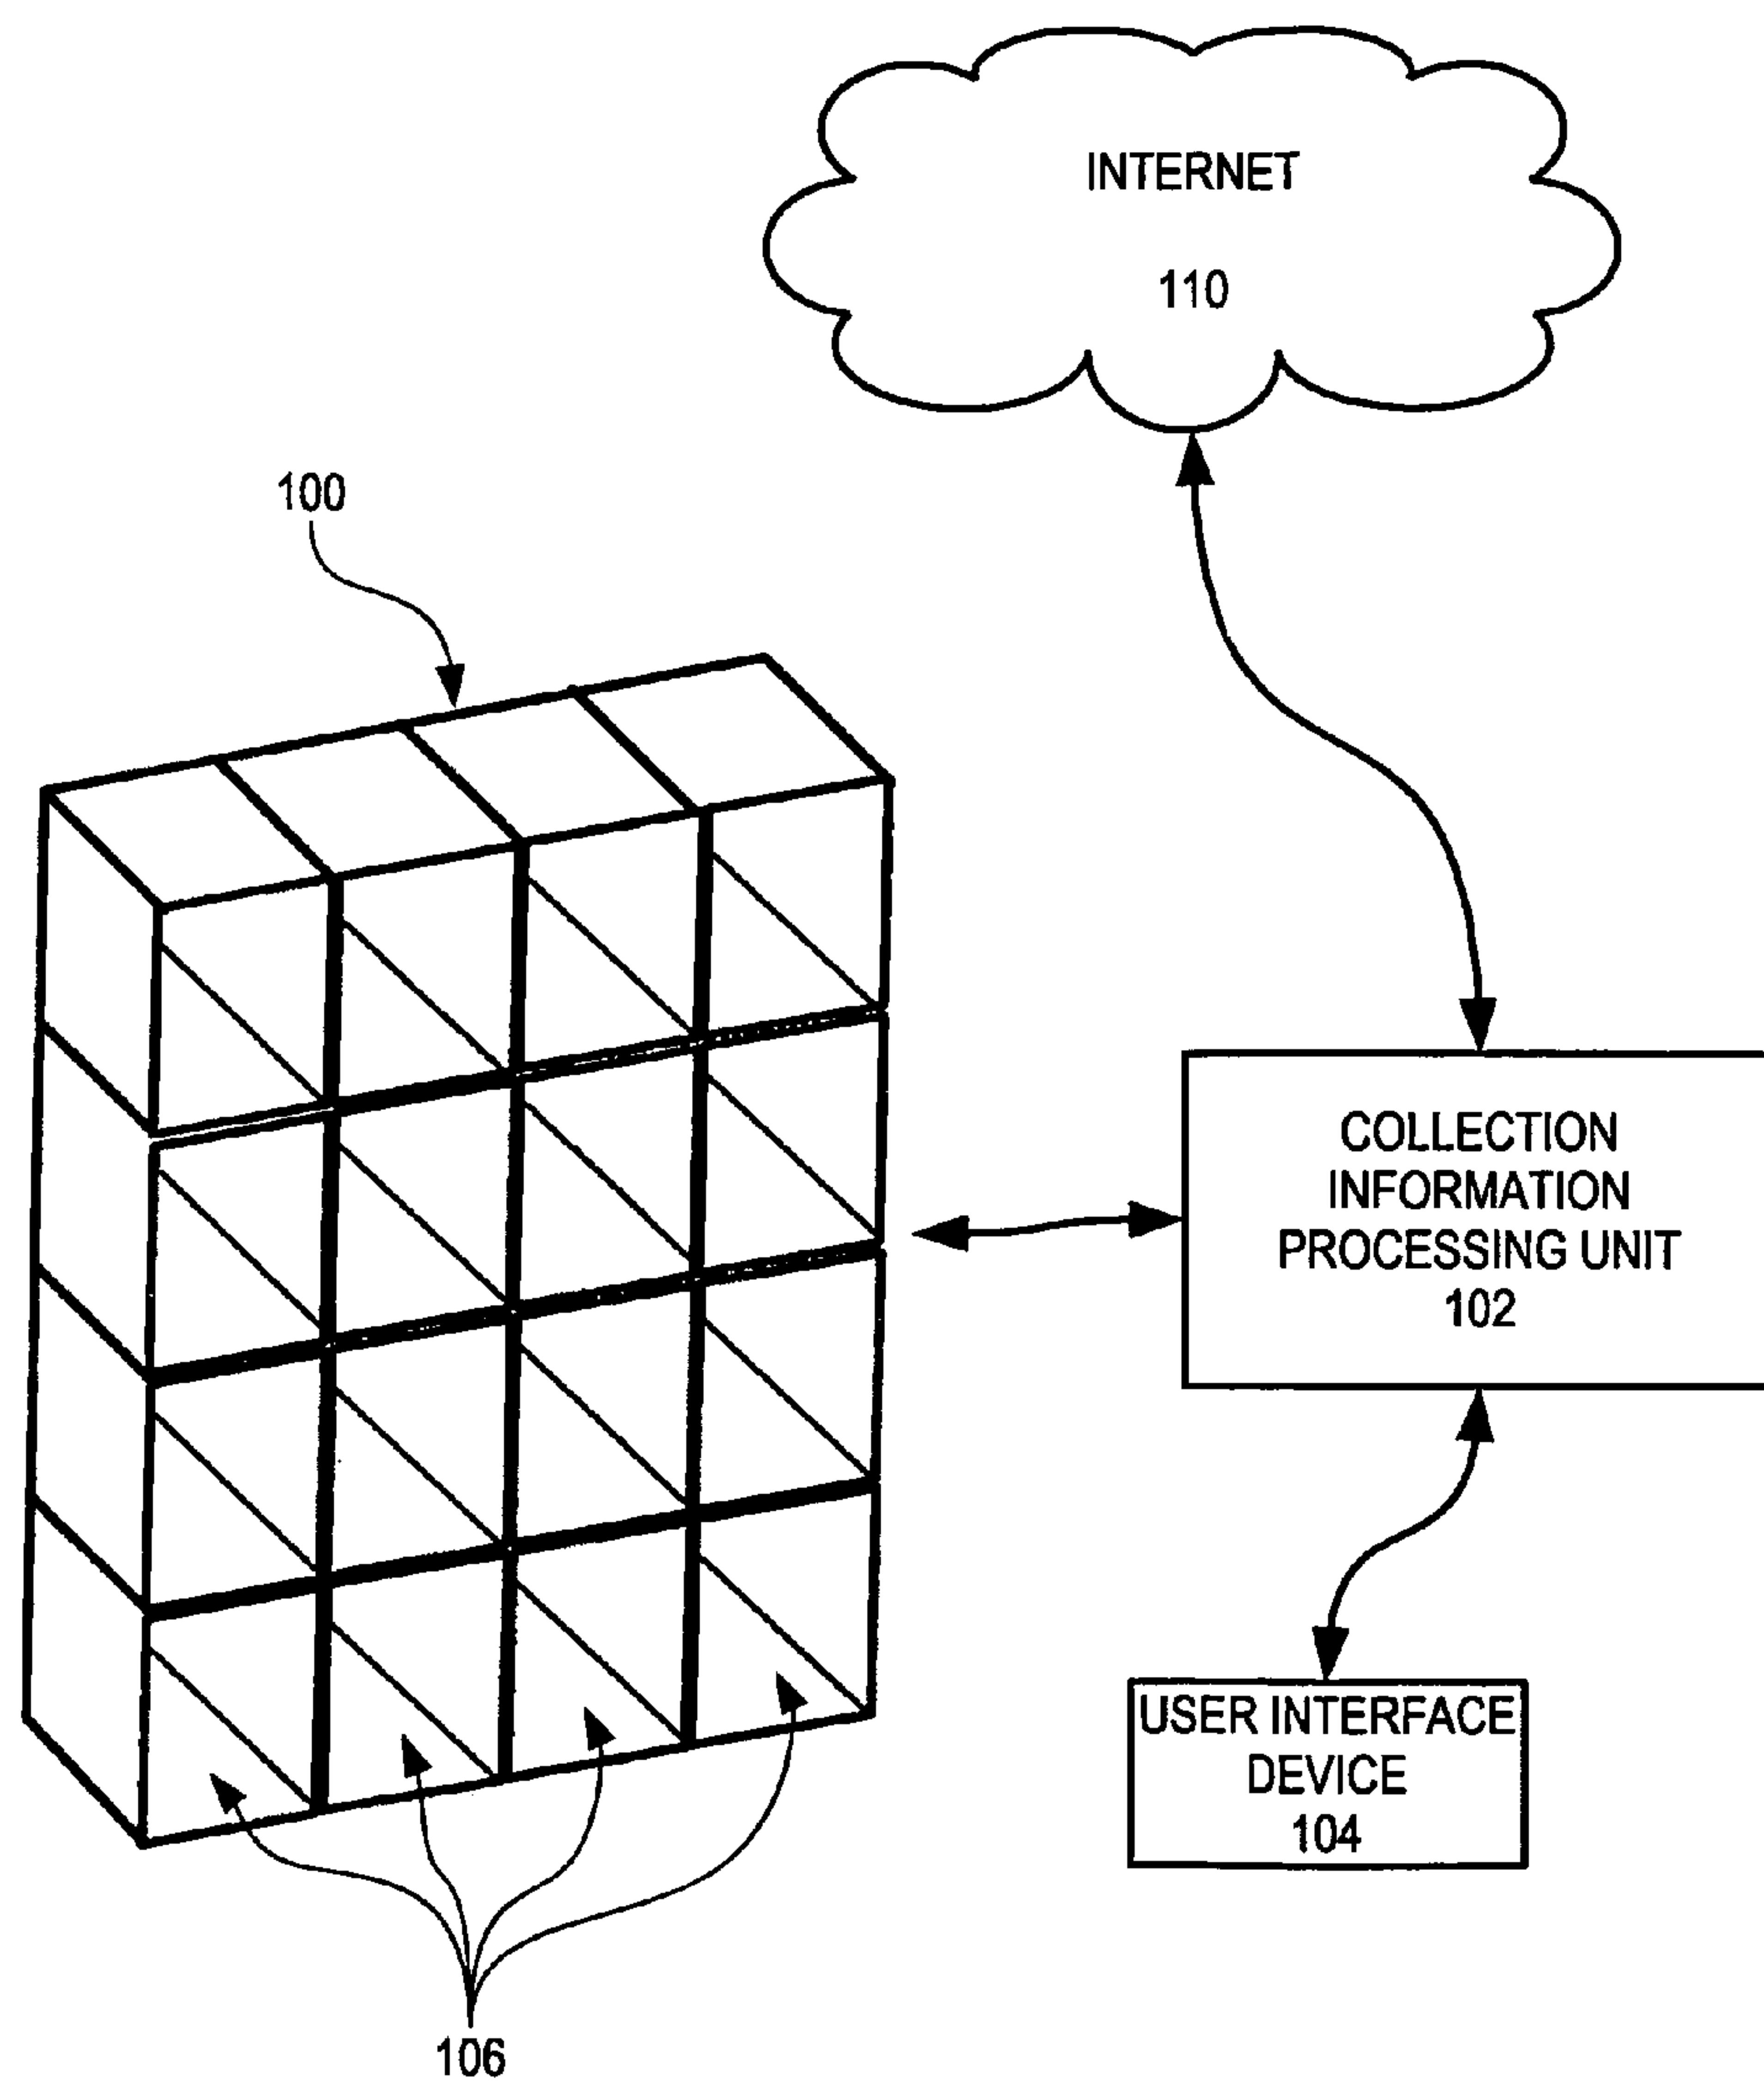 INTERNET
110
100
COLLECTION
INFORMATION
PROCESSING UNIT
102
USER INTERFACE
DEVICE
104
106